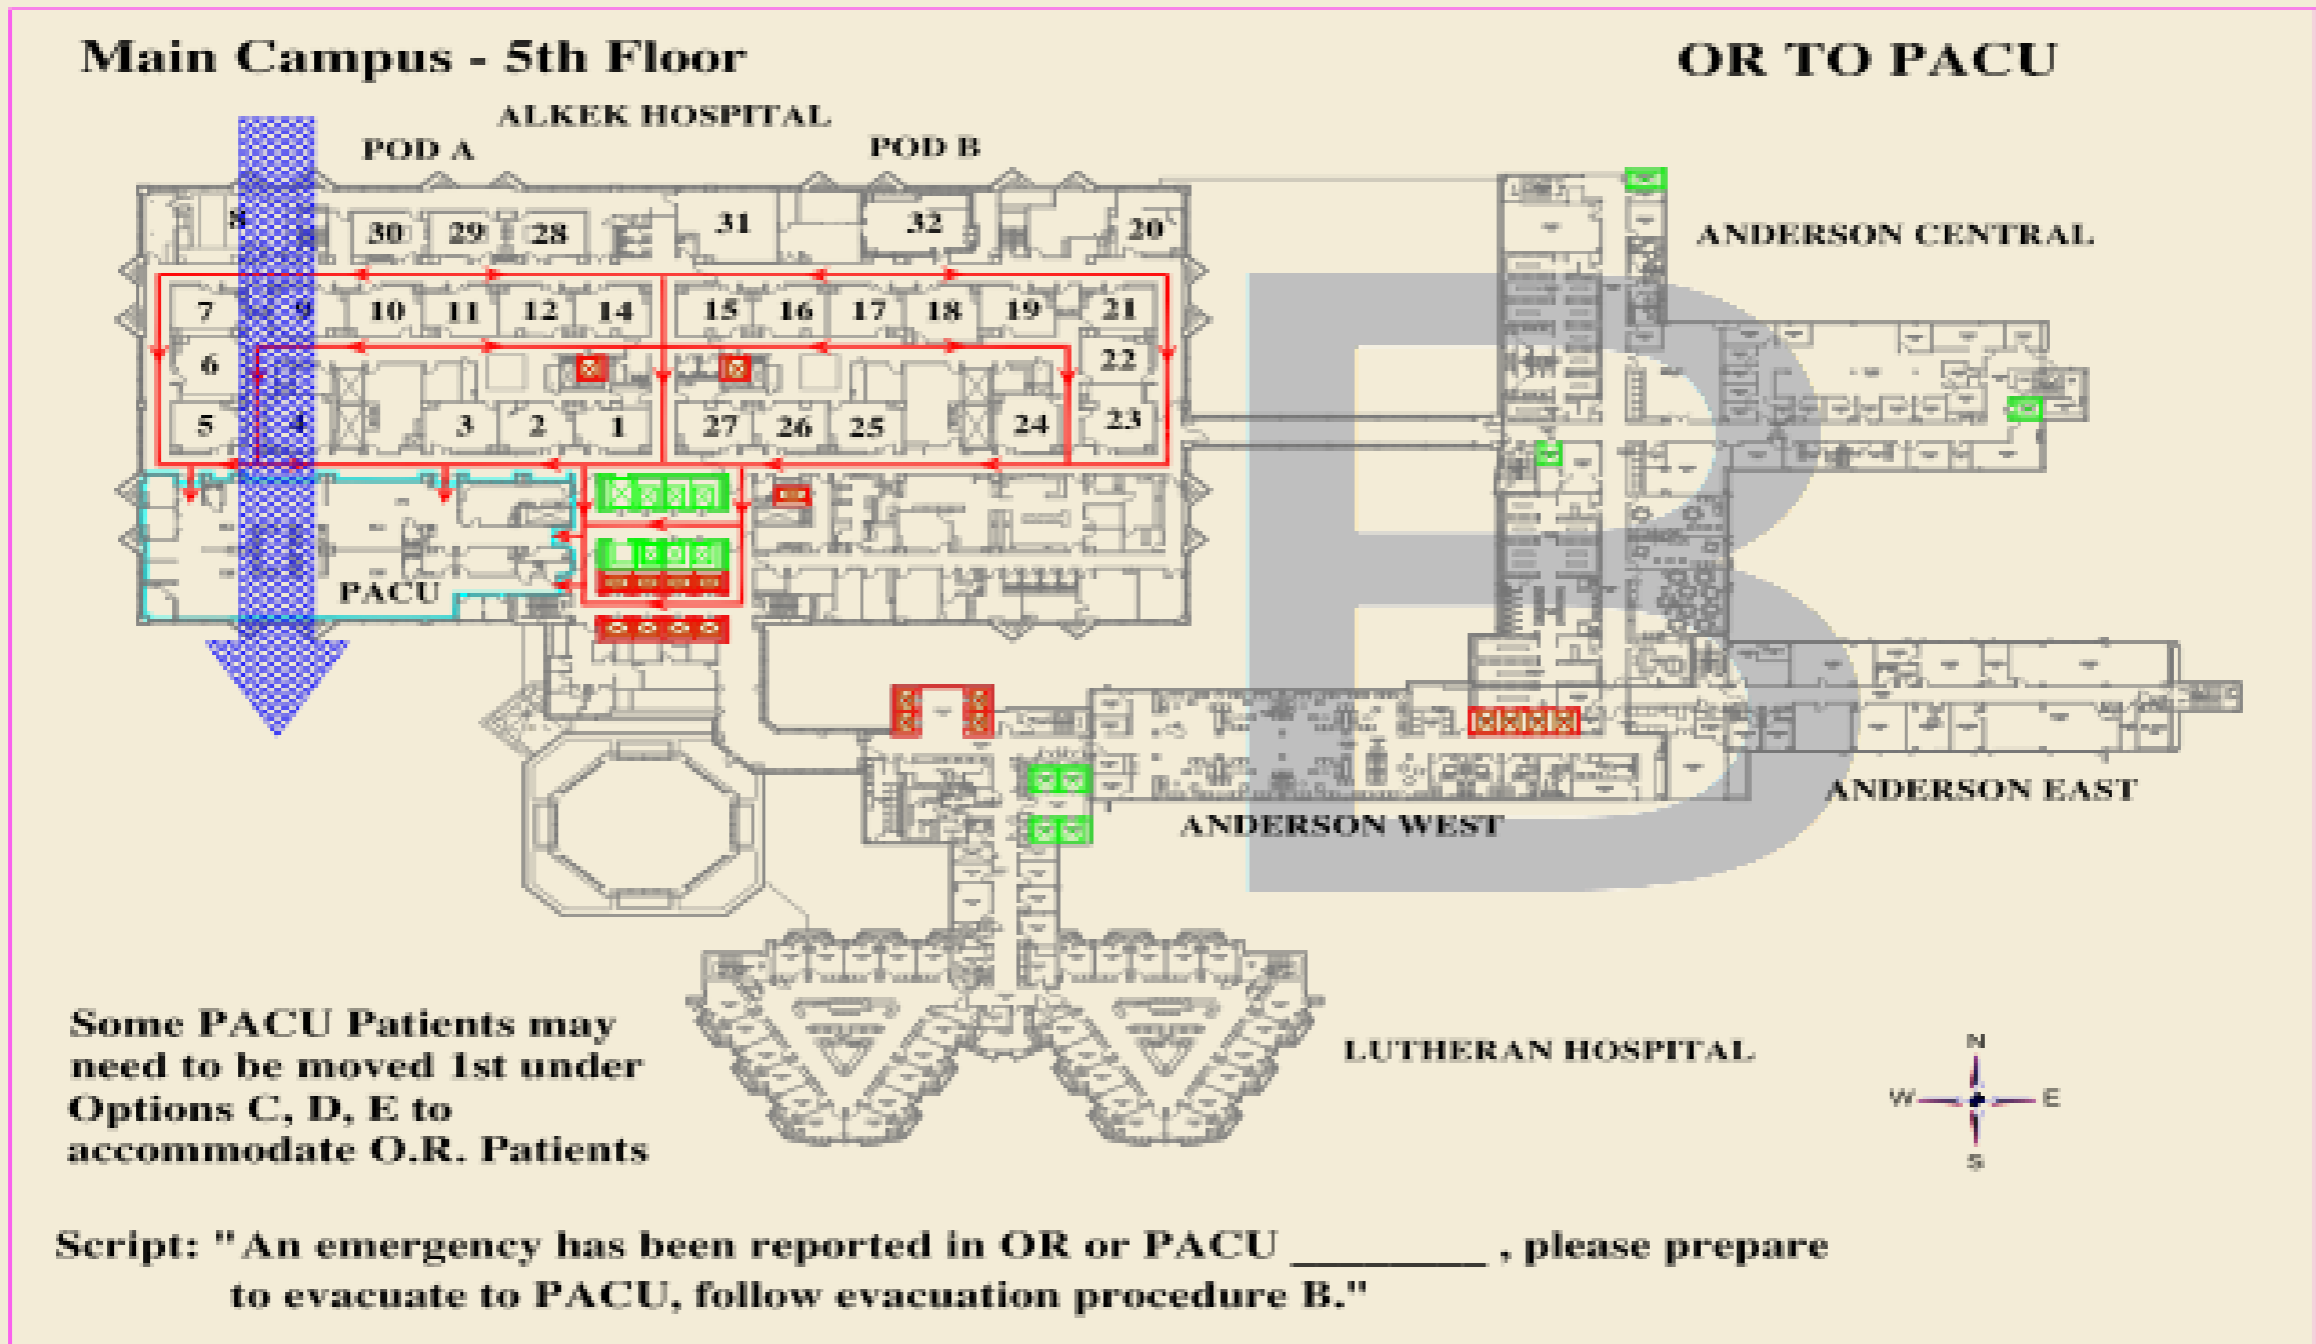 Main Campus - 5th Floor
OR TO PACU
ALKEK HOSPITAL
POD A
POD B
8
30
29
28
31
32
20
ANDERSON CENTRAL
7
9
10
11
12
14
15
16
17
18
19
21
6
22
5
4
3
2
1
27
26
25
24
23
PACU
B
ANDERSON EAST
ANDERSON WEST
LUTHERAN HOSPITAL
Some PACU Patients may
need to be moved 1st under
Options C, D, E to
accommodate O.R. Patients
N
W
E
S
Script: "An emergency has been reported in OR or PACU ________ , please prepare
to evacuate to PACU, follow evacuation procedure B."